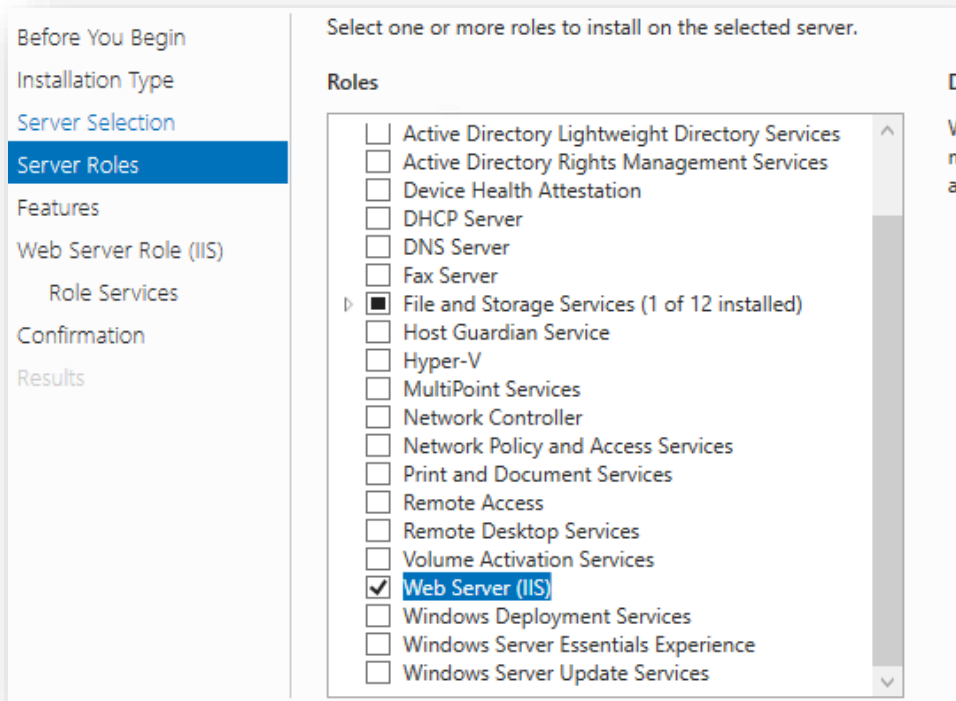 Before You Begin
Installation Type
Server Selection
Server Roles
Features
Web Server Role (IIS)
Role Services
Confirmation
Results
Select one or more roles to install on the selected server.
Roles
Active Directory Lightweight Directory Services
Active Directory Rights Management Services
Device Health Attestation
DHCP Server
DNS Server
Fax Server
File and Storage Services (1 of 12 installed)
Host Guardian Service
Hyper-V
MultiPoint Services
Network Controller
Network Policy and Access Services
Print and Document Services
Remote Access
Remote Desktop Services
Volume Activation Services
Web Server (IIS)
Windows Deployment Services
Windows Server Essentials Experience
Windows Server Update Services